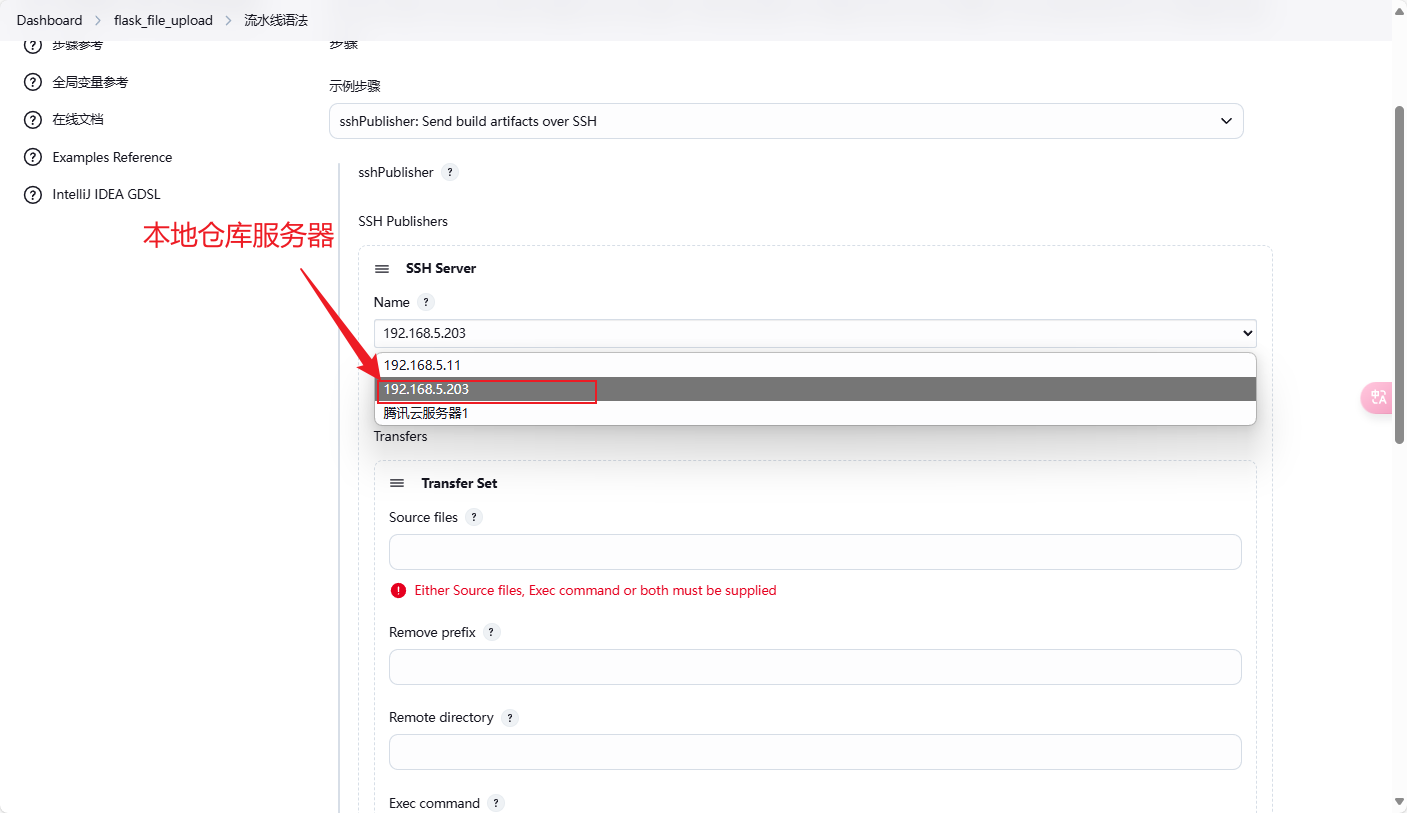 Dashboard > flask_file_upload > 流水线语法
步骤参考
步骤
全局变量参考
示例步骤
在线文档
sshPublisher: Send build artifacts over SSH
Examples Reference
sshPublisher ?
IntelliJ IDEA GDSL
SSH Publishers
本地仓库服务器
SSH Server
Name ?
192.168.5.203
192.168.5.11
192.168.5.203
腾讯云服务器1
Transfers
Transfer Set
Source files ?
Either Source files, Exec command or both must be supplied
Remove prefix ?
Remote directory ?
Exec command ?